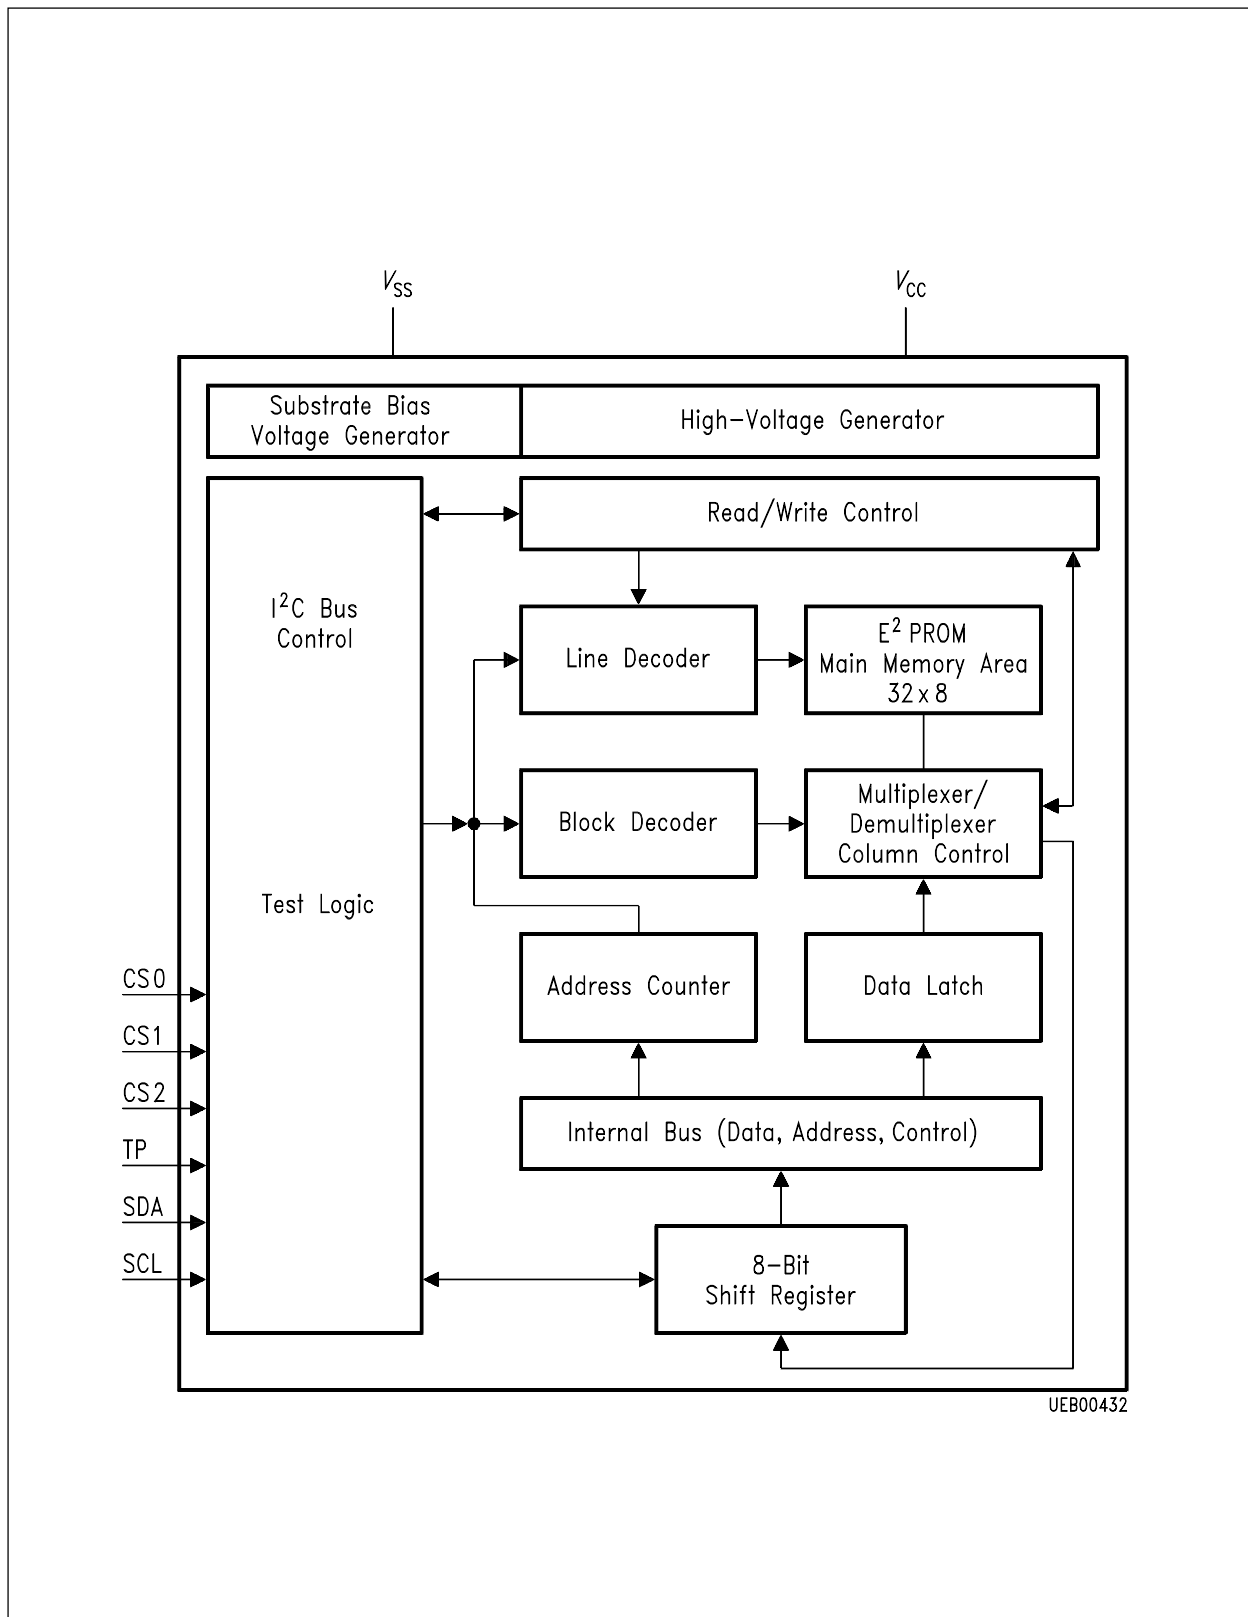 VSS
VCC
Substrate Bias
Voltage Generator
High-Voltage Generator
Read/Write Control
I²C Bus
Control
Line Decoder
E² PROM
Main Memory Area
32 x 8
Block Decoder
Multiplexer/
Demultiplexer
Column Control
Test Logic
Address Counter
Data Latch
CS0
CS1
CS2
TP
SDA
SCL
Internal Bus (Data, Address, Control)
8-Bit
Shift Register
UEB00432